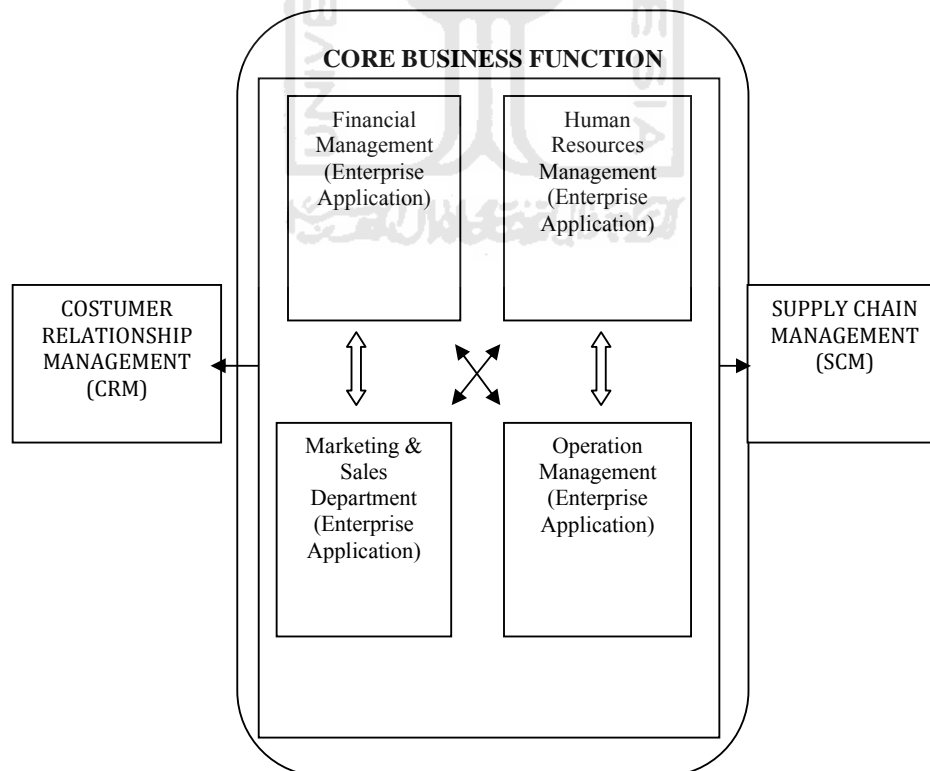 CORE BUSINESS FUNCTION
Financial
Management
(Enterprise
Application)
Human
Resources
Management
(Enterprise
Application)
COSTUMER
RELATIONSHIP
MANAGEMENT
(CRM)
SUPPLY CHAIN
MANAGEMENT
(SCM)
Marketing &
Sales
Department
(Enterprise
Application)
Operation
Management
(Enterprise
Application)